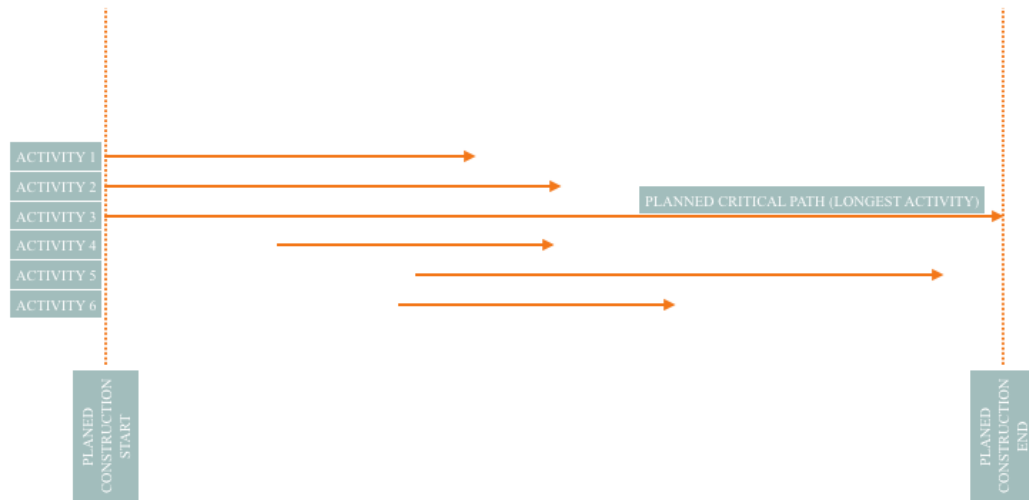 ACTIVITY 1
ACTIVITY 2
PLANNED CRITICAL PATH (LONGEST ACTIVITY)
ACTIVITY 3
ACTIVITY 4
ACTIVITY 5
ACTIVITY 6
PLANED
CONSTRUCTION
START
PLANED
CONSTRUCTION
END